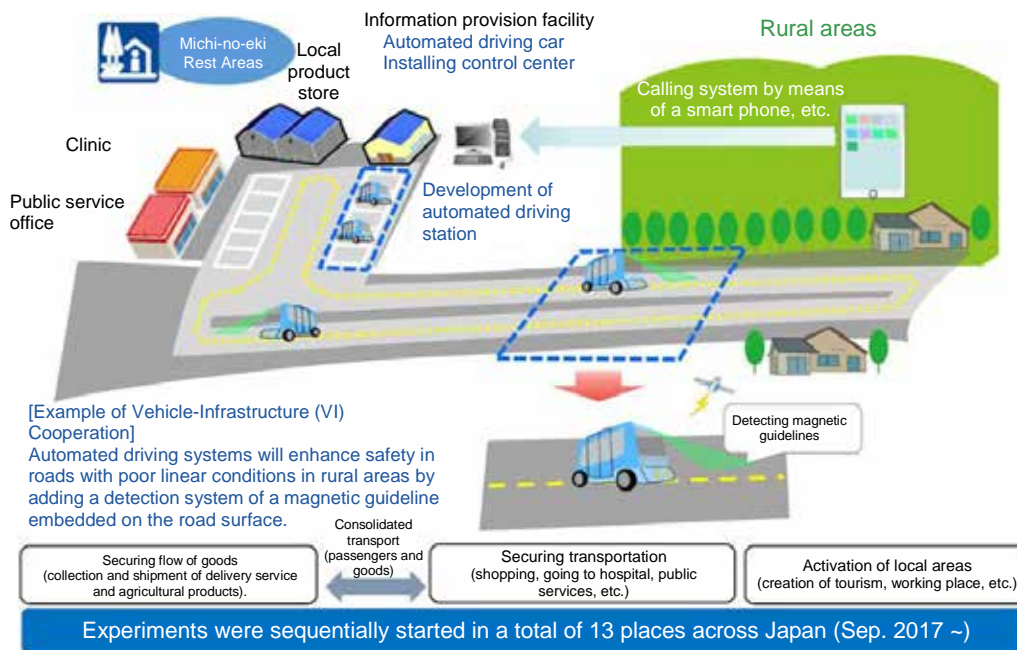 Michi-no-eki
Rest Areas
Local
product
store
Information provision facility
Automated driving car
Installing control center
Rural areas
Calling system by means
of a smart phone, etc.
Clinic
Public service
office
Development of
automated driving
station
[Example of Vehicle-Infrastructure (VI)
Cooperation]
Automated driving systems will enhance safety in
roads with poor linear conditions in rural areas by
adding a detection system of a magnetic guideline
embedded on the road surface.
Detecting magnetic
guidelines
Securing flow of goods
(collection and shipment of delivery service
and agricultural products).
Consolidated
transport
(passengers and
goods)
Securing transportation
(shopping, going to hospital, public
services, etc.)
Activation of local areas
(creation of tourism, working place, etc.)
Experiments were sequentially started in a total of 13 places across Japan (Sep. 2017 ~)